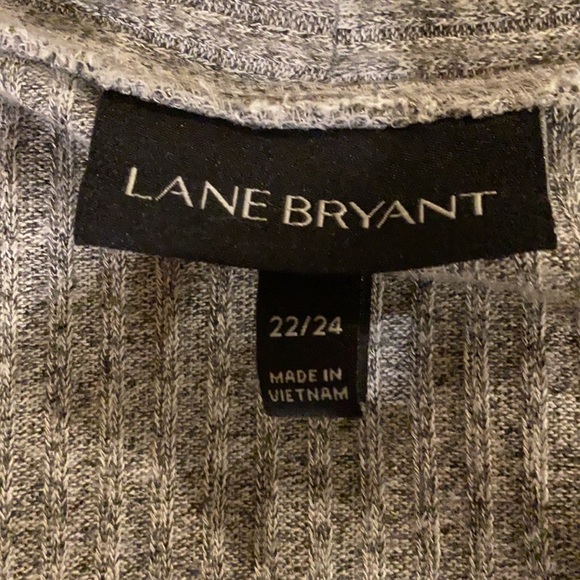 LANE BRYANT
22/24
MADE IN
VIETNAM